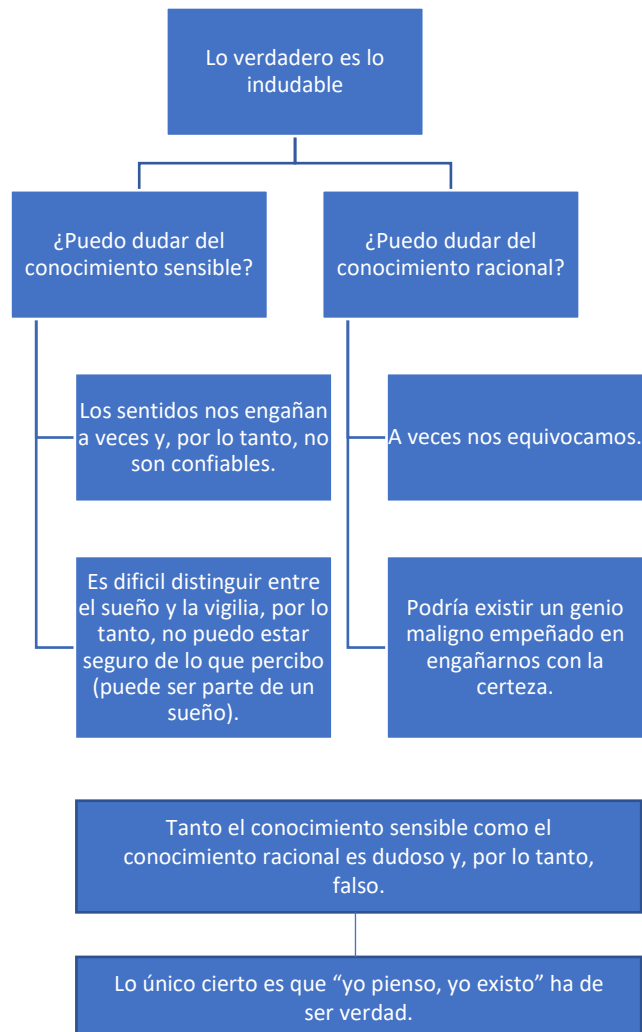 Lo verdadero es lo
indudable
¿Puedo dudar del
conocimiento sensible?
¿Puedo dudar del
conocimiento racional?
Los sentidos nos engañan
a veces y, por lo tanto, no
son confiables.
A veces nos equivocamos.
Es dificil distinguir entre
el sueño y la vigilia, por lo
tanto, no puedo estar
seguro de lo que percibo
(puede ser parte de un
sueño).
Podría existir un genio
maligno empeñado en
engañarnos con la
certeza.
Tanto el conocimiento sensible como el
conocimiento racional es dudoso y, por lo tanto,
falso.
Lo único cierto es que “yo pienso, yo existo” ha de
ser verdad.